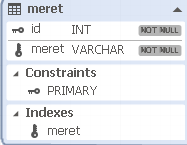 meret
id INT NOT NULL
meret VARCHAR NOT NULL
Constraints
PRIMARY
Indexes
meret